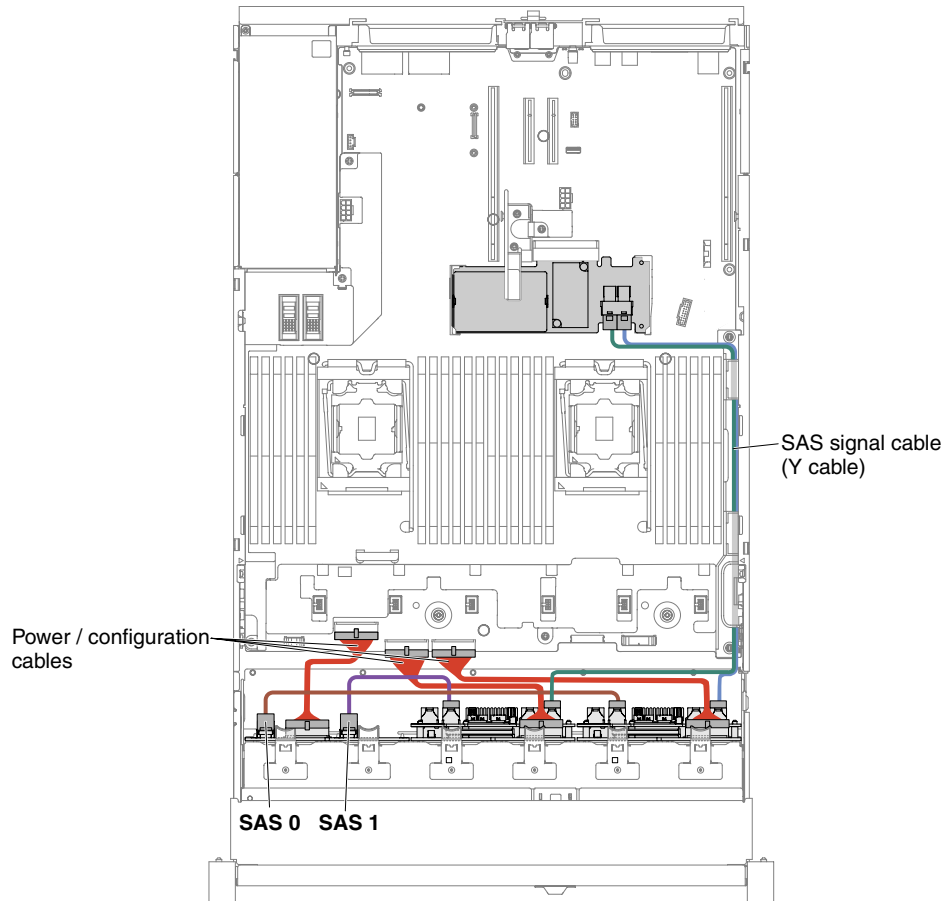 SAS signal cable
(Y cable)
Power / configuration
cables
SAS 0 SAS 1